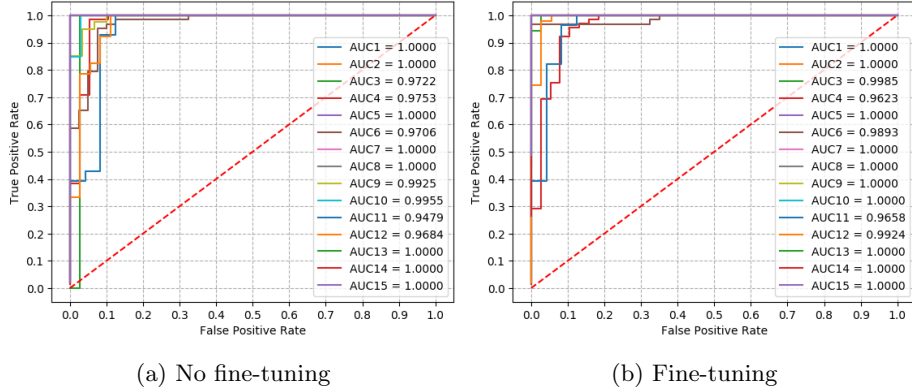 1.0
0.9
0.8
0.7
0.6
0.5
0.4
0.3
0.2
0.1
0.0
True Positive Rate
AUC1 = 1.0000
AUC2 = 1.0000
AUC3 = 0.9722
AUC4 = 0.9753
AUC5 = 1.0000
AUC6 = 0.9706
AUC7 = 1.0000
AUC8 = 1.0000
AUC9 = 0.9925
AUC10 = 0.9955
AUC11 = 0.9479
AUC12 = 0.9684
AUC13 = 1.0000
AUC14 = 1.0000
AUC15 = 1.0000
0.0 0.1 0.2 0.3 0.4 0.5 0.6 0.7 0.8 0.9 1.0
False Positive Rate
(a) No fine-tuning
1.0
0.9
0.8
0.7
0.6
0.5
0.4
0.3
0.2
0.1
0.0
True Positive Rate
AUC1 = 1.0000
AUC2 = 1.0000
AUC3 = 0.9985
AUC4 = 0.9623
AUC5 = 1.0000
AUC6 = 0.9893
AUC7 = 1.0000
AUC8 = 1.0000
AUC9 = 1.0000
AUC10 = 1.0000
AUC11 = 0.9658
AUC12 = 0.9924
AUC13 = 1.0000
AUC14 = 1.0000
AUC15 = 1.0000
0.0 0.1 0.2 0.3 0.4 0.5 0.6 0.7 0.8 0.9 1.0
False Positive Rate
(b) Fine-tuning